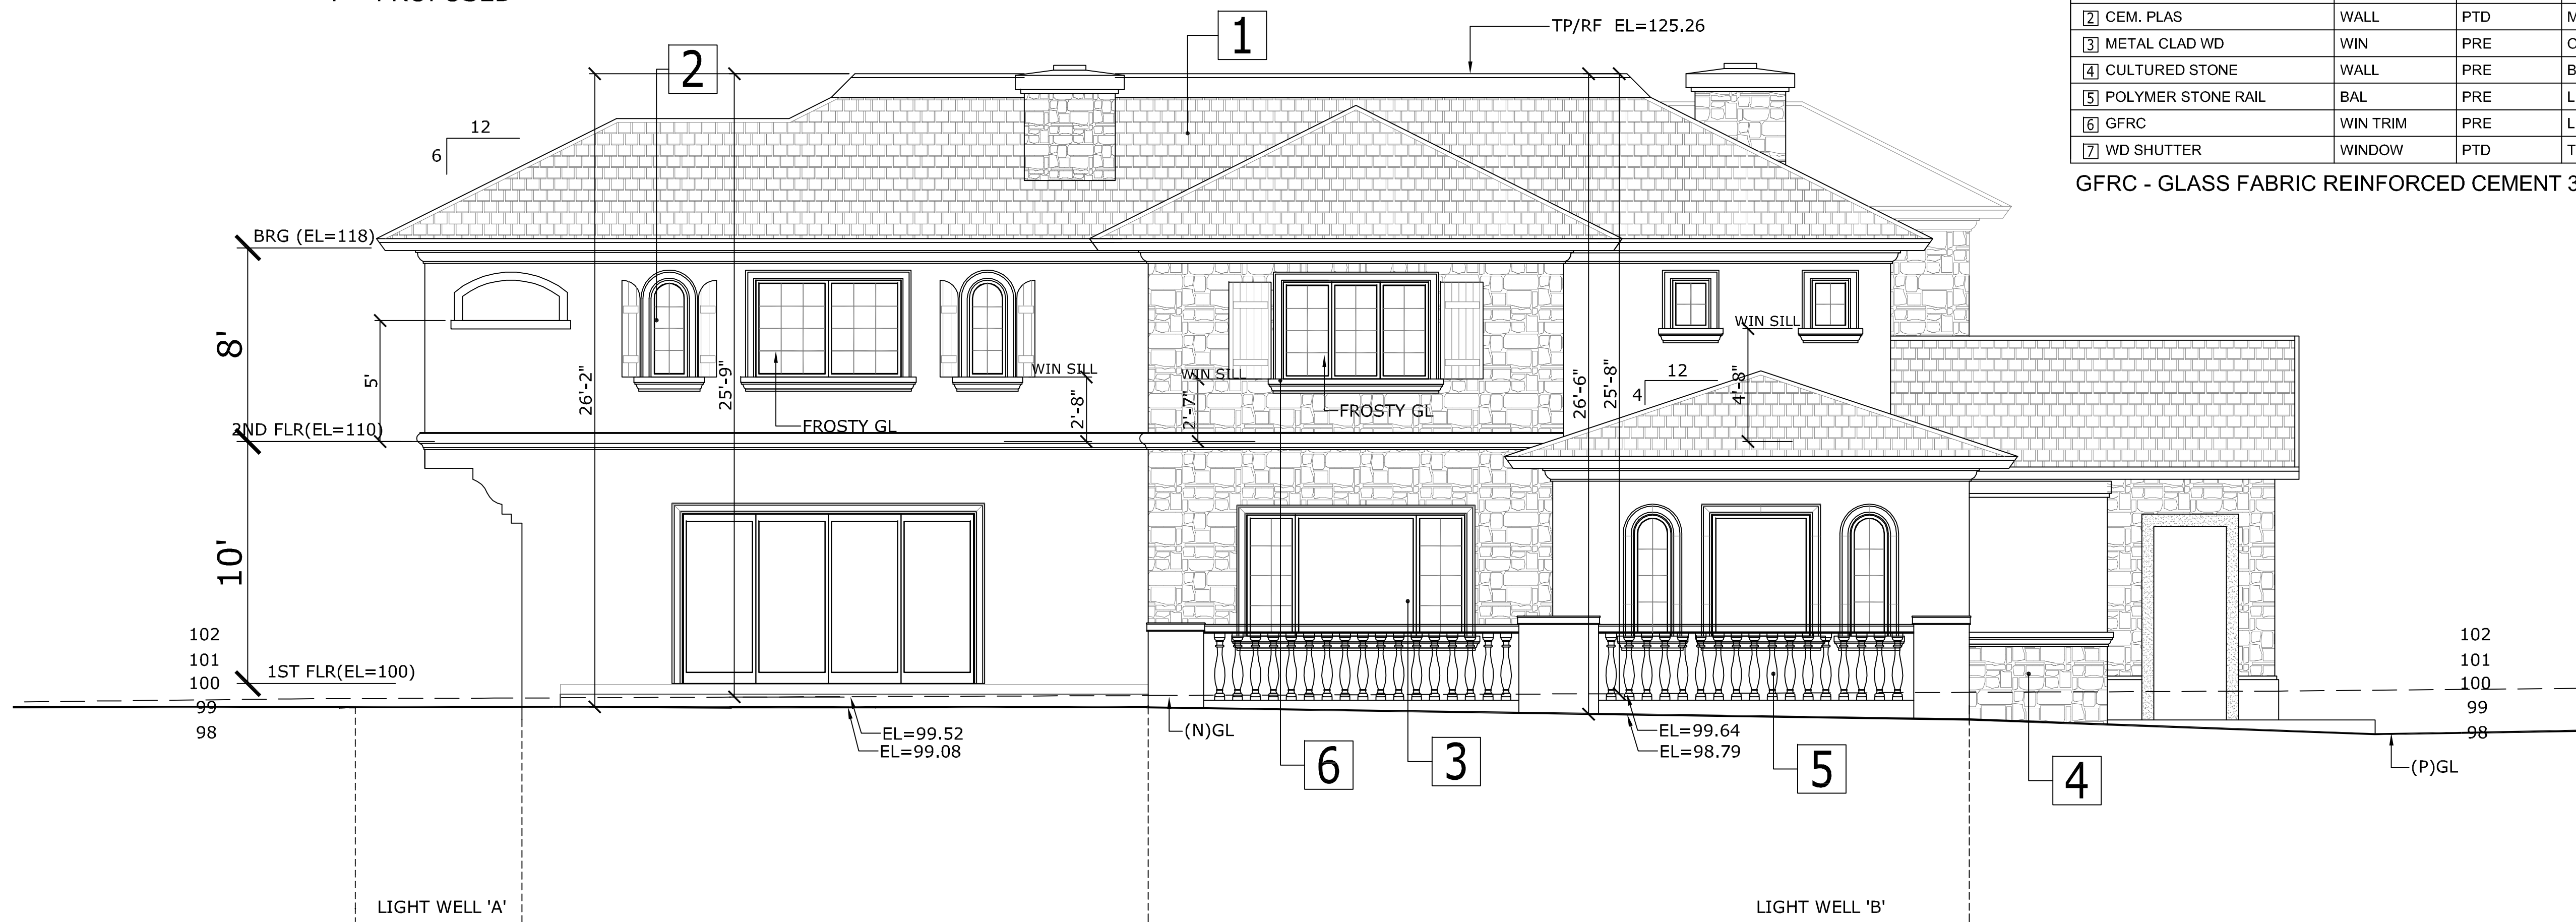 2 CEM. PLAS WALL PTD
3 METAL CLAD WD WIN PRE
4 CULTURED STONE WALL PRE
5 POLYMER STONE RAIL BAL PRE
6 GFRC WIN TRIM PRE
7 WD SHUTTER WINDOW PTD
GFRC - GLASS FABRIC REINFORCED CEMENT 3
TP/RF EL=125.26
1
2
12
6
BRG (EL=118)
8'
5'
26'-2"
25'-9"
WIN SILL
2'-8"
WIN SILL
2'-7"
FROSTY GL
FROSTY GL
26'-6"
25'-8"
WIN SILL
12
4
4'-8"
2ND FLR(EL=110)
10'
1ST FLR(EL=100)
102
101
100
99
98
102
101
100
99
98
EL=99.52
EL=99.08
(N)GL
EL=99.64
EL=98.79
(P)GL
6
3
5
4
LIGHT WELL 'A'
LIGHT WELL 'B'